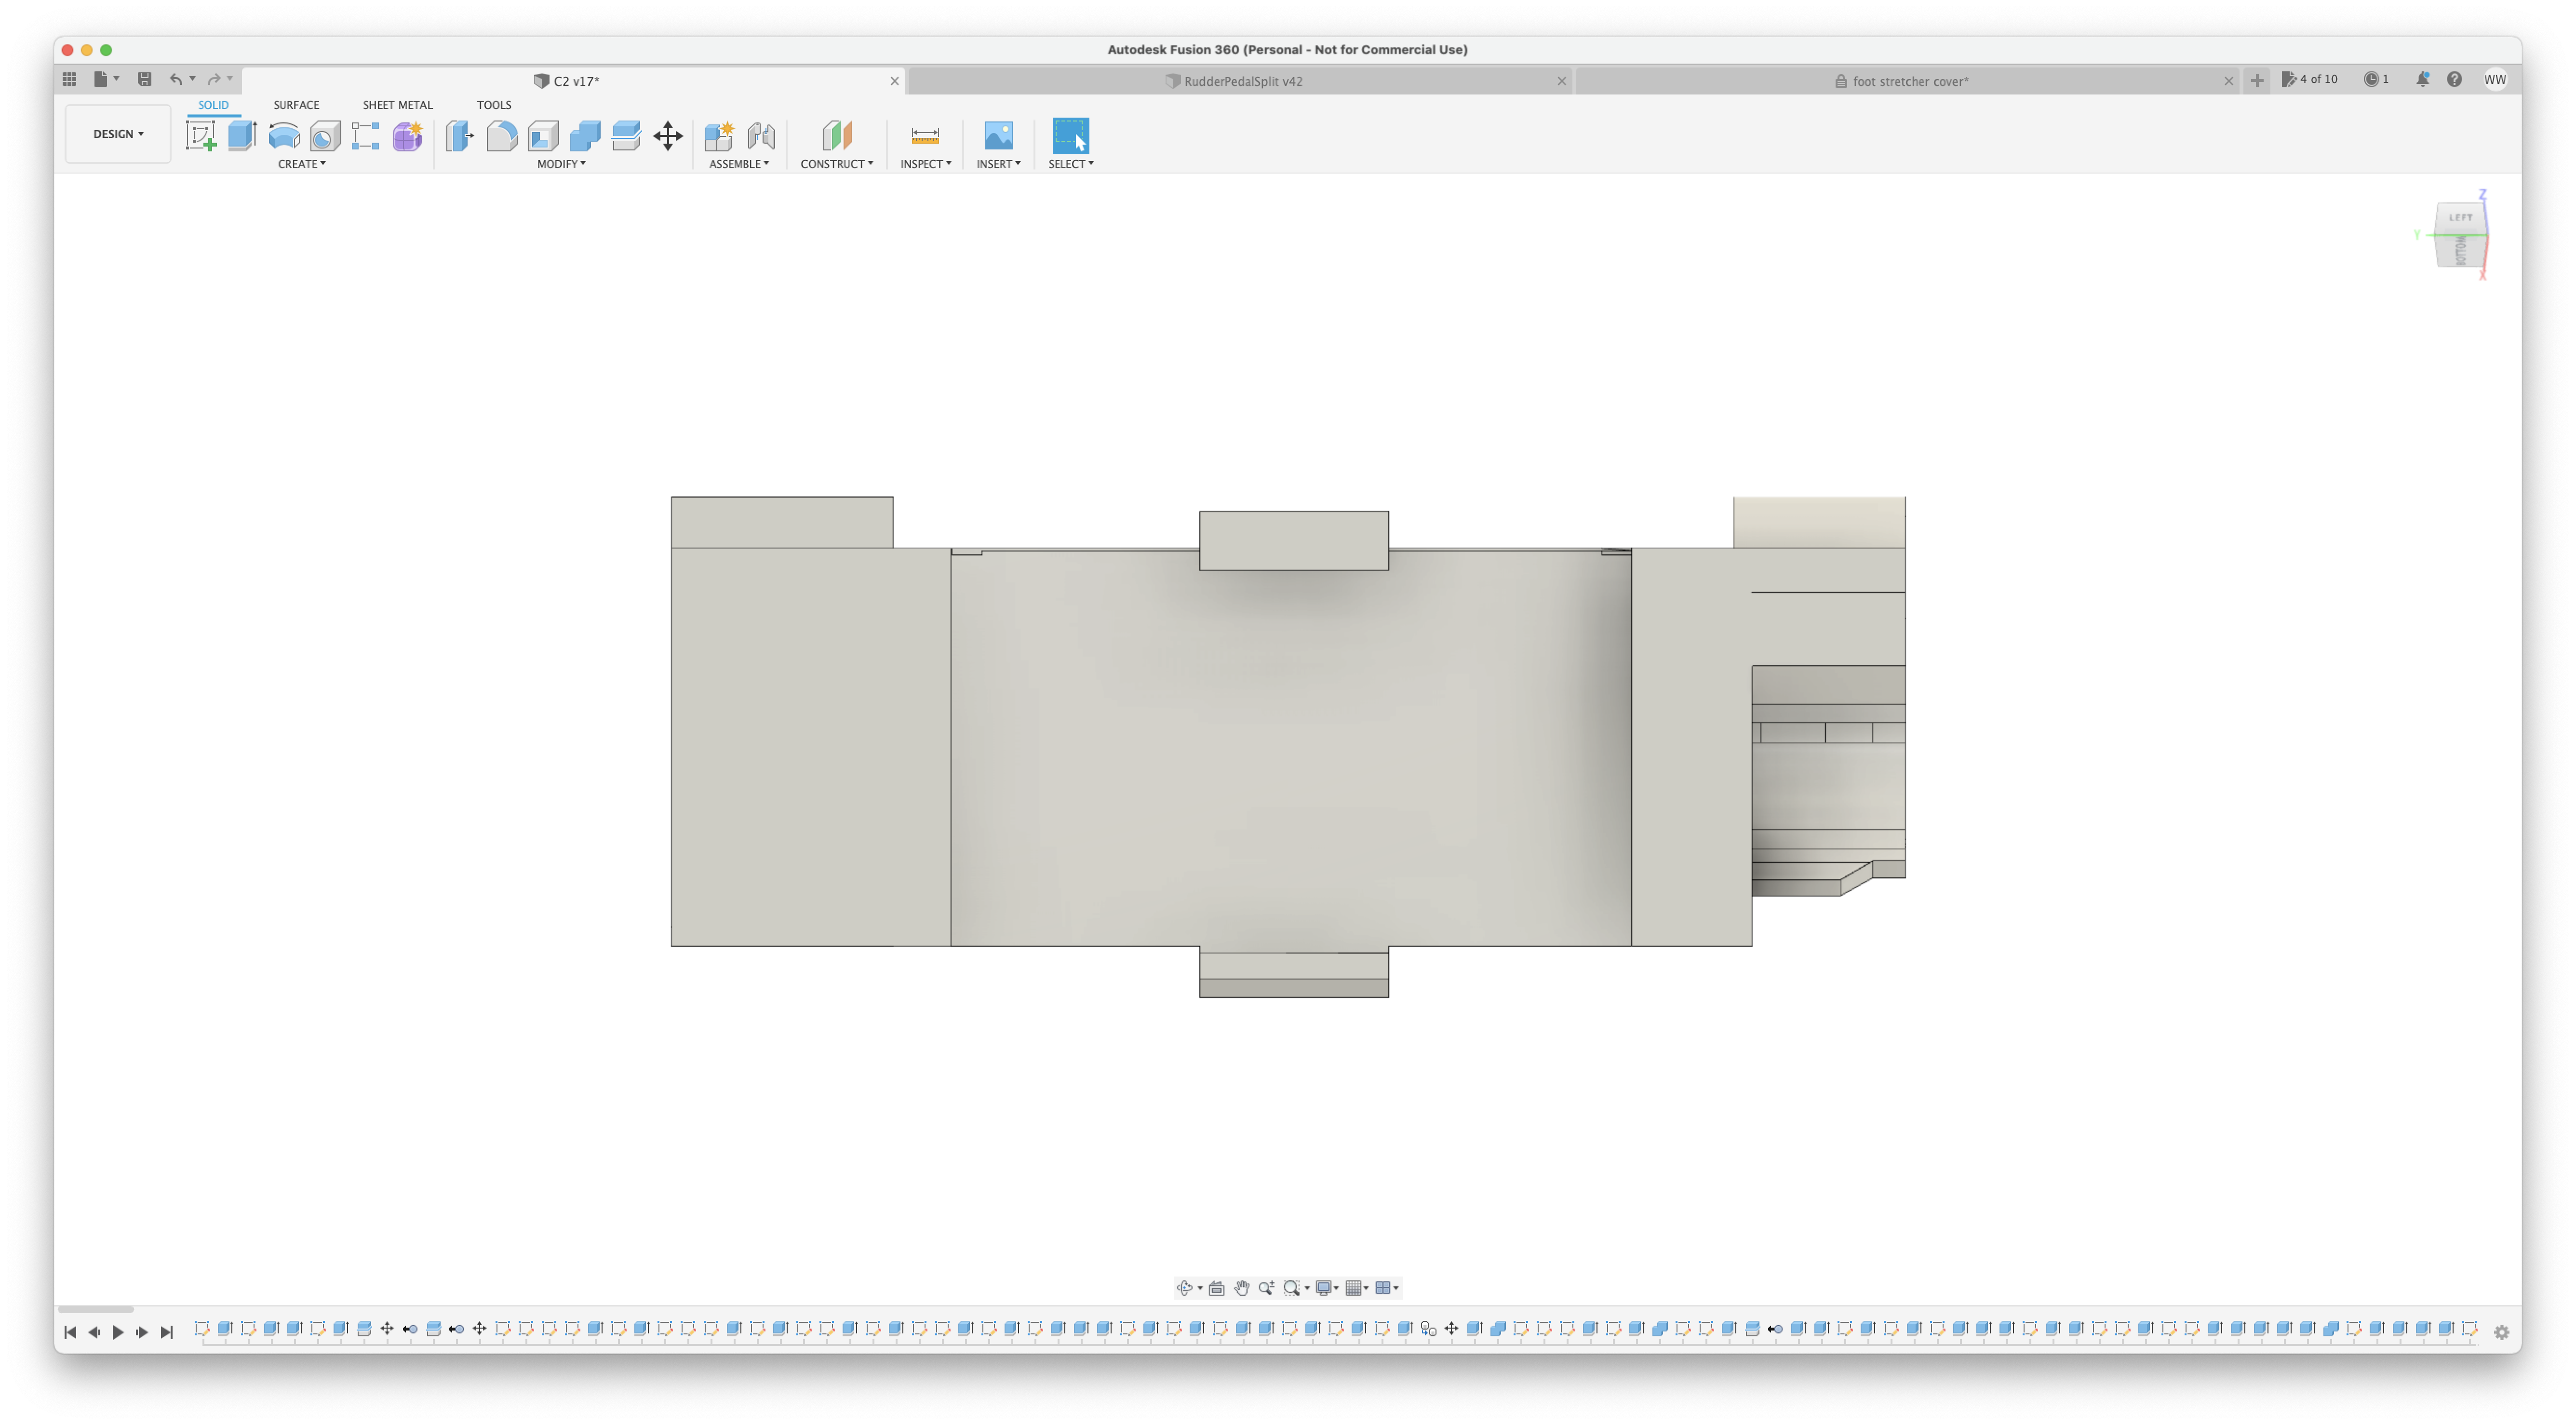 Autodesk Fusion 360 (Personal - Not for Commercial Use)
C2 v17*
RudderPedalSplit v42
foot stretcher cover*
4 of 10
1
WW
SOLID
SURFACE
SHEET METAL
TOOLS
DESIGN
CREATE
MODIFY
ASSEMBLE
CONSTRUCT
INSPECT
INSERT
SELECT
Z
LEFT
Y
BOTTOM
X